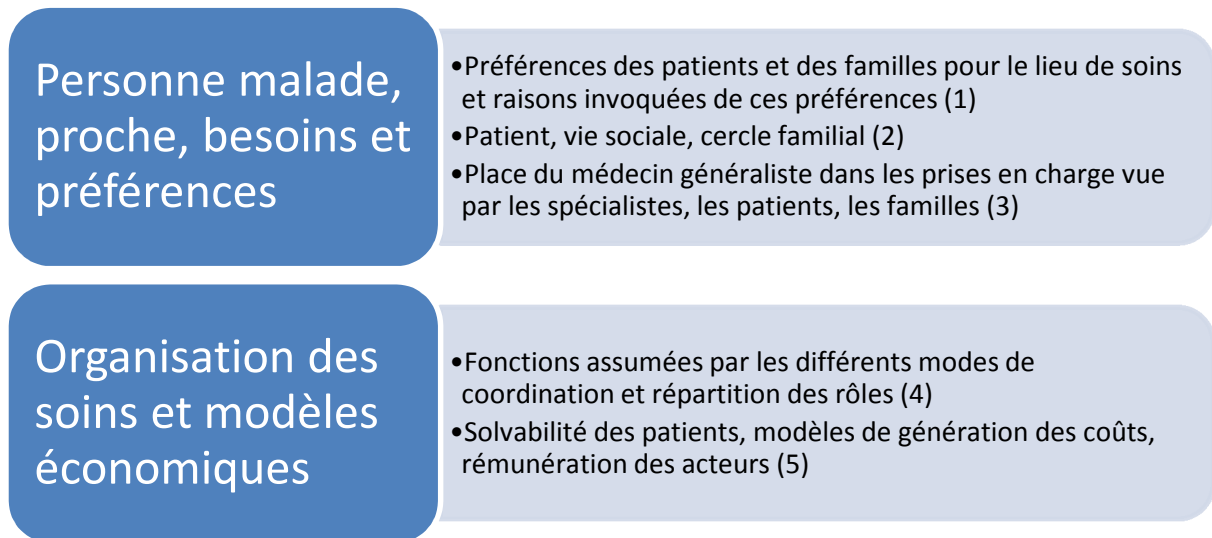 Personne malade,
proche, besoins et
préférences
•Préférences des patients et des familles pour le lieu de soins
et raisons invoquées de ces préférences (1)
•Patient, vie sociale, cercle familial (2)
•Place du médecin généraliste dans les prises en charge vue
par les spécialistes, les patients, les familles (3)
Organisation des
soins et modèles
économiques
•Fonctions assumées par les différents modes de
coordination et répartition des rôles (4)
•Solvabilité des patients, modèles de génération des coûts,
rémunération des acteurs (5)